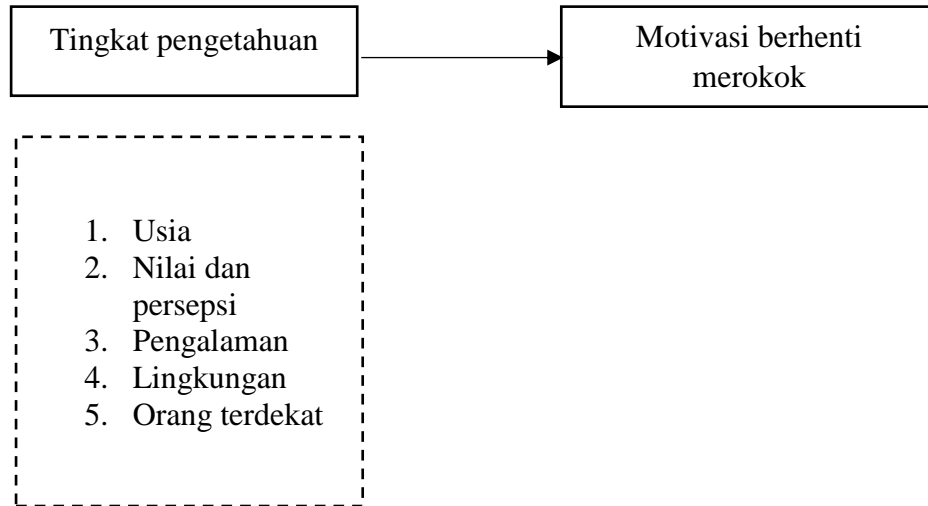 Tingkat pengetahuan
Motivasi berhenti
merokok
1. Usia
2. Nilai dan
persepsi
3. Pengalaman
4. Lingkungan
5. Orang terdekat